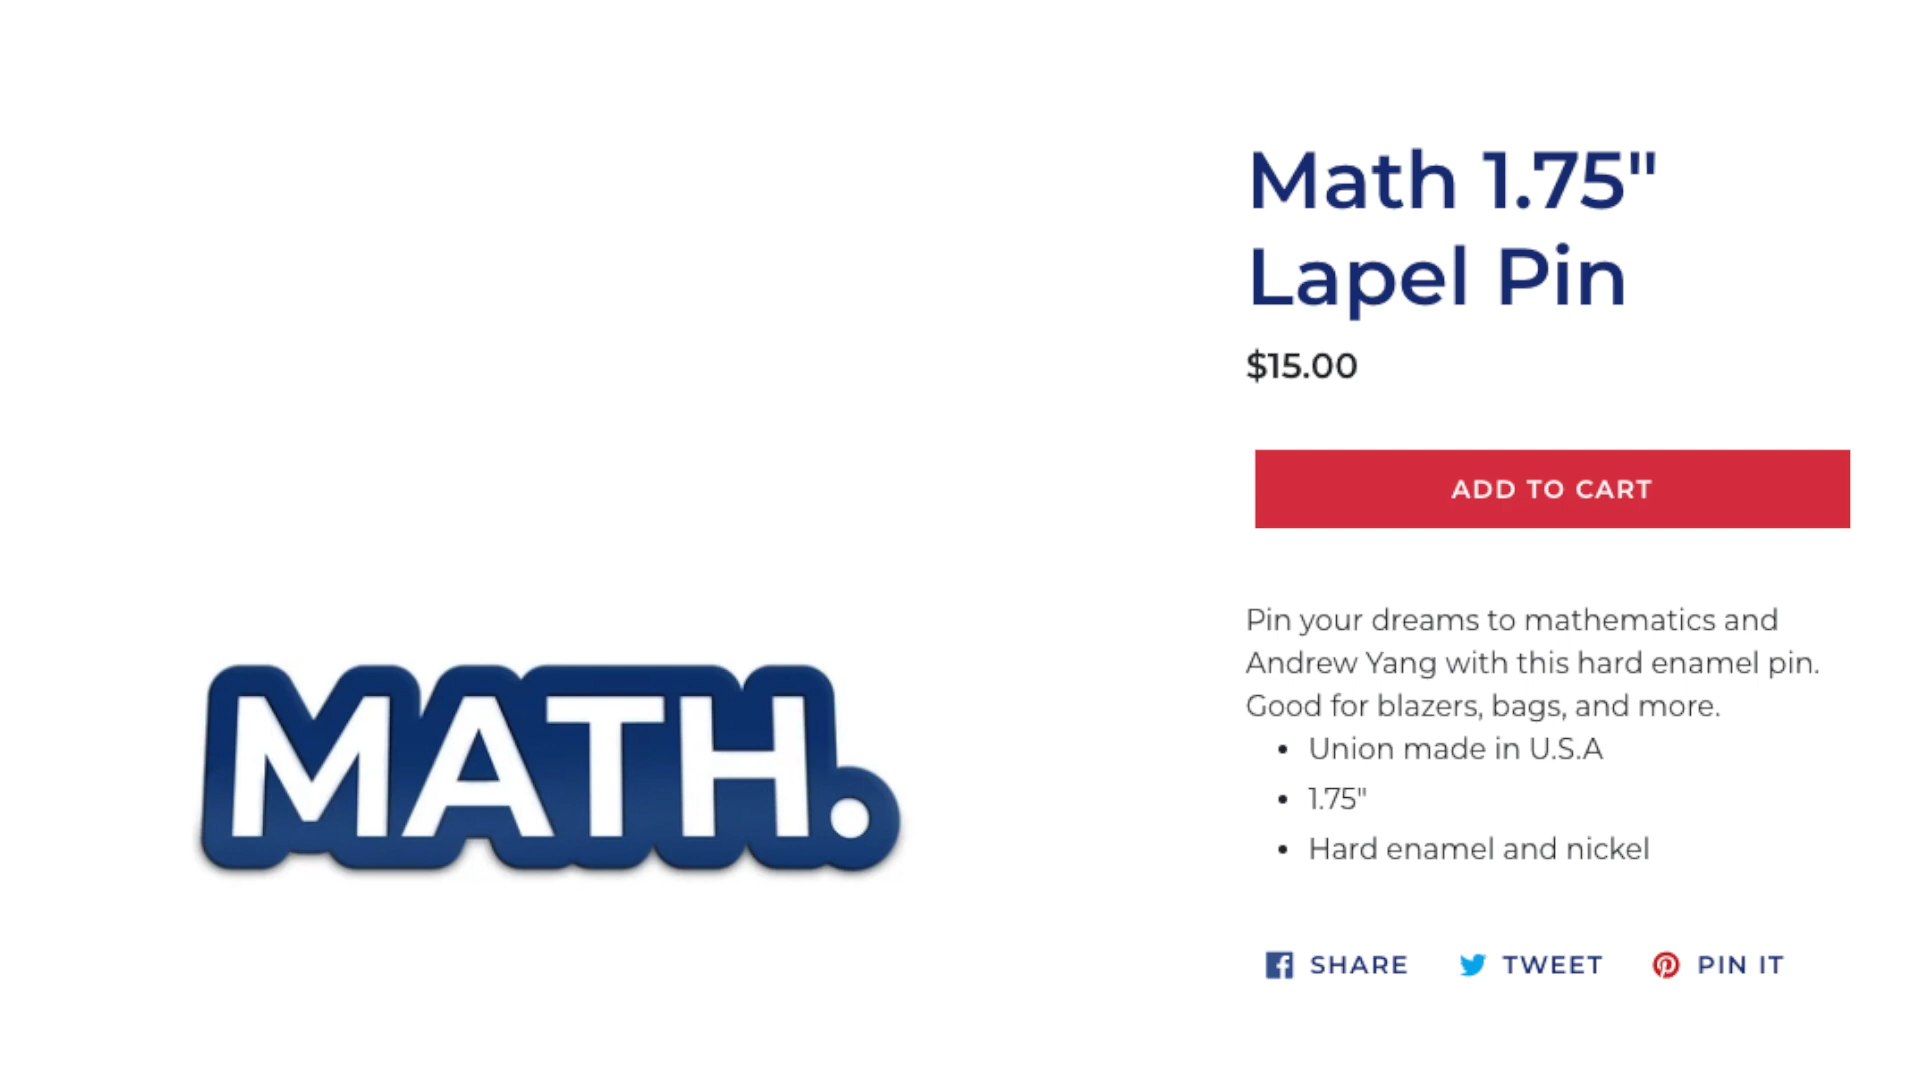 MATH.
Math 1.75"
Lapel Pin
$15.00
ADD TO CART
Pin your dreams to mathematics and
Andrew Yang with this hard enamel pin.
Good for blazers, bags, and more.
• Union made in U.S.A
• 1.75"
• Hard enamel and nickel
SHARE TWEET PIN IT